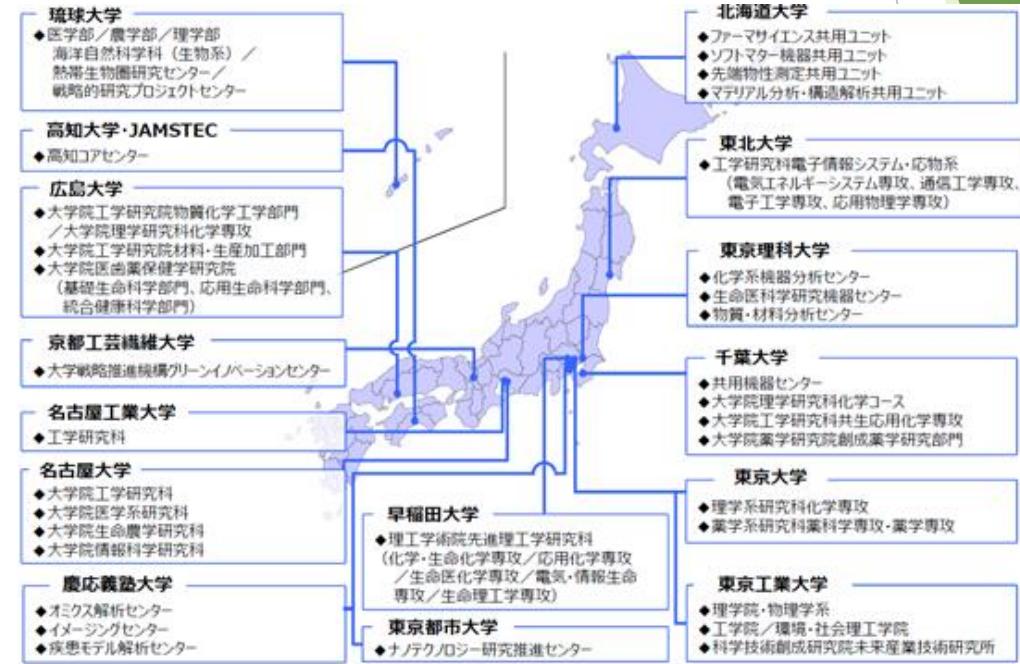 琉球大学
◆医学部／農学部／理学部
海洋自然科学科（生物系）／
熱帯生物圏研究センター／
戦略的研究プロジェクトセンター
高知大学・JAMSTEC
◆高知コアセンター
広島大学
◆大学院工学研究院物質化学工学部門
／大学院理学研究科化学専攻
◆大学院工学研究院材料・生産加工部門
◆大学院医歯薬保健学研究院
（基礎生命科学部門、応用生命科学部門、
統合健康科学部門）
京都工芸繊維大学
◆大学戦略推進機構グリーンイノベーションセンター
名古屋工業大学
◆工学研究科
名古屋大学
◆大学院工学研究科
◆大学院医学系研究科
◆大学院生命農学研究科
◆大学院情報科学研究科
慶応義塾大学
◆オミクス解析センター
◆イメージングセンター
◆疾患モデル解析センター
早稲田大学
◆理工学術院先進理工学研究科
（化学・生命化学専攻／応用化学専攻
／生命医化学専攻／電気・情報生命
専攻／生命理工学専攻）
東京都市大学
◆ナノテクノロジー研究推進センター
北海道大学
◆ファーマサイエンス共用ユニット
◆ソフトマター機器共用ユニット
◆先端物性測定共用ユニット
◆マテリアル分析・構造解析共用ユニット
東北大学
◆工学研究科電子情報システム・応物系
（電気エネルギーシステム専攻、通信工学専攻、
電子工学専攻、応用物理学専攻）
東京理科大学
◆化学系機器分析センター
◆生命医科学研究機器センター
◆物質・材料分析センター
千葉大学
◆共用機器センター
◆大学院理学研究科化学コース
◆大学院工学研究科共生応用化学専攻
◆大学院薬学研究院創成薬学研究部門
東京大学
◆理学系研究科化学専攻
◆薬学系研究科薬科学専攻・薬学専攻
東京工業大学
◆理学院・物理学系
◆工学院／環境・社会理工学院
◆科学技術創成研究院未来産業技術研究所